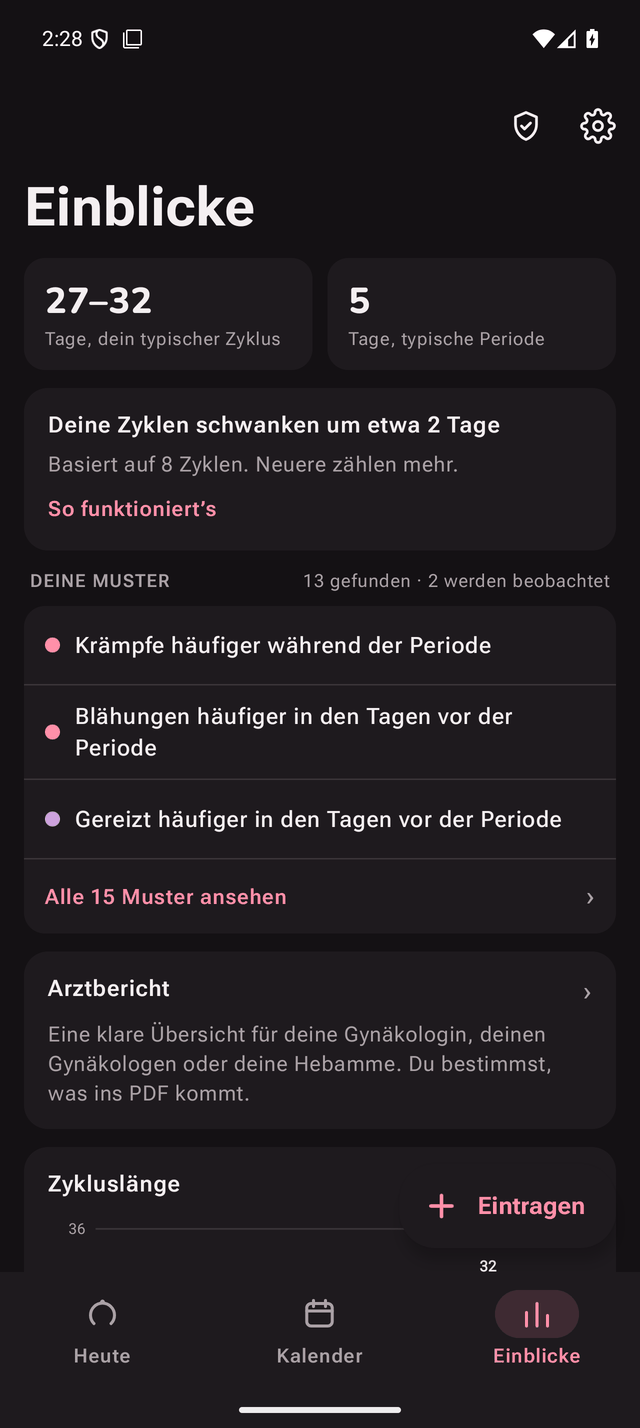 2:28
Einblicke
27–32
Tage, dein typischer Zyklus
5
Tage, typische Periode
Deine Zyklen schwanken um etwa 2 Tage
Basiert auf 8 Zyklen. Neuere zählen mehr.
So funktioniert’s
DEINE MUSTER
13 gefunden · 2 werden beobachtet
Krämpfe häufiger während der Periode
Blähungen häufiger in den Tagen vor der
Periode
Gereizt häufiger in den Tagen vor der Periode
Alle 15 Muster ansehen
Arztbericht
Eine klare Übersicht für deine Gynäkologin, deinen
Gynäkologen oder deine Hebamme. Du bestimmst,
was ins PDF kommt.
Zykluslänge
Eintragen
36
32
Heute
Kalender
Einblicke